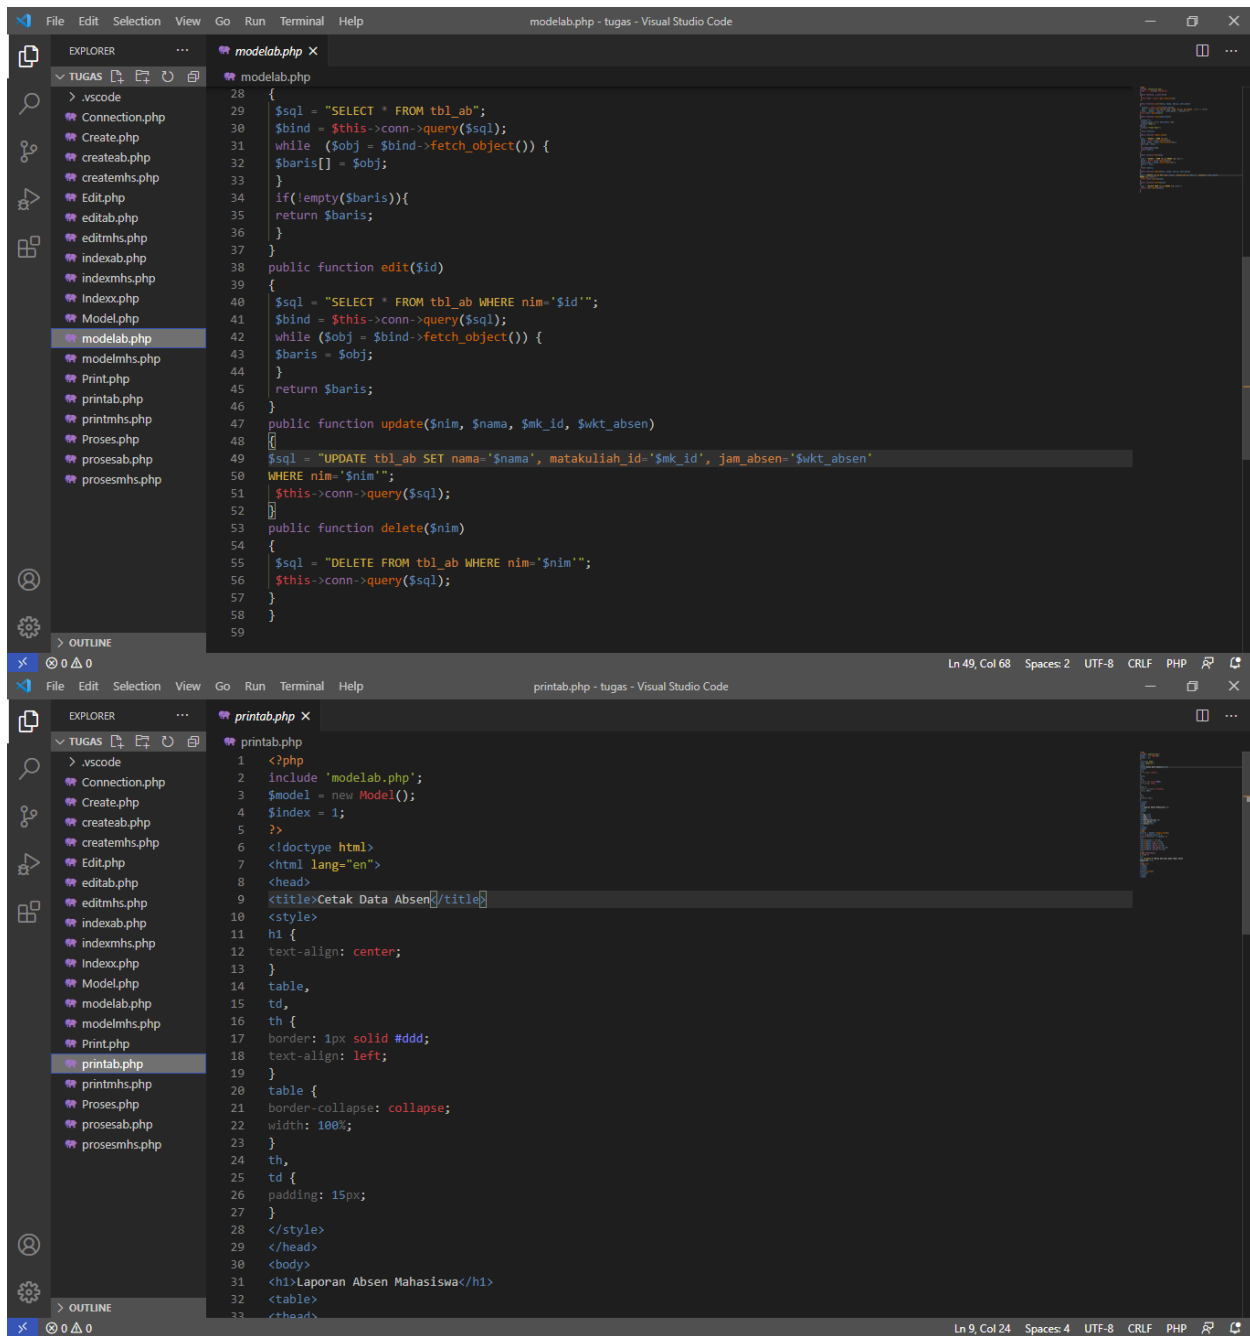 File Edit Selection View Go Run Terminal Help modelab.php - tugas - Visual Studio Code
EXPLORER
TUGAS
.vscode
Connection.php
Create.php
createab.php
createmhs.php
Edit.php
editab.php
editmhs.php
indexab.php
indexmhs.php
Indexx.php
Model.php
modelab.php
modelmhs.php
Print.php
printab.php
printmhs.php
Proses.php
prosesab.php
prosesmhs.php
OUTLINE
modelab.php
modelab.php
28 {
29 $sql = "SELECT * FROM tbl_ab";
30 $bind = $this->conn->query($sql);
31 while  ($obj = $bind->fetch_object()) {
32 $baris[] = $obj;
33 }
34 if(!empty($baris)){
35 return $baris;
36 }
37 }
38 public function edit($id)
39 {
40 $sql = "SELECT * FROM tbl_ab WHERE nim='$id'";
41 $bind = $this->conn->query($sql);
42 while ($obj = $bind->fetch_object()) {
43 $baris = $obj;
44 }
45 return $baris;
46 }
47 public function update($nim, $nama, $mk_id, $wkt_absen)
48 {
49 $sql = "UPDATE tbl_ab SET nama='$nama', matakuliah_id='$mk_id', jam_absen='$wkt_absen'
50 WHERE nim='$nim'";
51 $this->conn->query($sql);
52 }
53 public function delete($nim)
54 {
55 $sql = "DELETE FROM tbl_ab WHERE nim='$nim'";
56 $this->conn->query($sql);
57 }
58 }
59
0 0 Ln 49, Col 68 Spaces: 2 UTF-8 CRLF PHP
File Edit Selection View Go Run Terminal Help printab.php - tugas - Visual Studio Code
EXPLORER
TUGAS
.vscode
Connection.php
Create.php
createab.php
createmhs.php
Edit.php
editab.php
editmhs.php
indexab.php
indexmhs.php
Indexx.php
Model.php
modelab.php
modelmhs.php
Print.php
printab.php
printmhs.php
Proses.php
prosesab.php
prosesmhs.php
OUTLINE
printab.php
printab.php
1 <?php
2 include 'modelab.php';
3 $model = new Model();
4 $index = 1;
5 ?>
6 <!doctype html>
7 <html lang="en">
8 <head>
9 <title>Cetak Data Absen</title>
10 <style>
11 h1 {
12 text-align: center;
13 }
14 table,
15 td,
16 th {
17 border: 1px solid #ddd;
18 text-align: left;
19 }
20 table {
21 border-collapse: collapse;
22 width: 100%;
23 }
24 th,
25 td {
26 padding: 15px;
27 }
28 </style>
29 </head>
30 <body>
31 <h1>Laporan Absen Mahasiswa</h1>
32 <table>
33 <thead>
0 0 Ln 9, Col 24 Spaces: 4 UTF-8 CRLF PHP